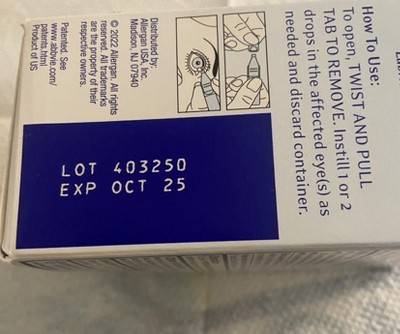 How To Use:
To open, TWIST AND PULL
TAB TO REMOVE. Instill 1 or 2
drops in the affected eye(s) as
needed and discard container.
Distributed by:
Allergan USA, Inc.
Madison, NJ 07940
© 2022 Allergan. All rights
reserved. All trademarks
are the property of their
respective owners.
Patented. See
www.abbvie.com/
patents.html
Product of US
LOT 403250
EXP OCT 25